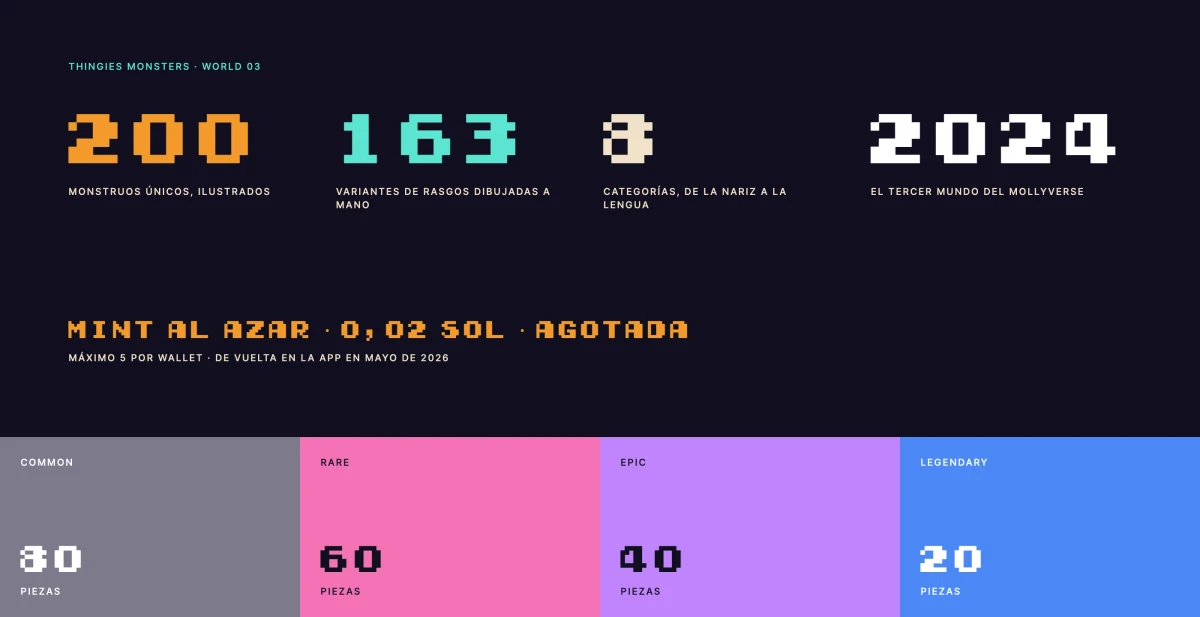 THINGIES MONSTERS · WORLD 03
200
MONSTRUOS ÚNICOS, ILUSTRADOS
163
VARIANTES DE RASGOS DIBUJADAS A
MANO
8
CATEGORÍAS, DE LA NARIZ A LA
LENGUA
2024
EL TERCER MUNDO DEL MOLLYVERSE
MINT AL AZAR · 0,02 SOL · AGOTADA
MÁXIMO 5 POR WALLET · DE VUELTA EN LA APP EN MAYO DE 2026
COMMON
80
PIEZAS
RARE
60
PIEZAS
EPIC
40
PIEZAS
LEGENDARY
20
PIEZAS